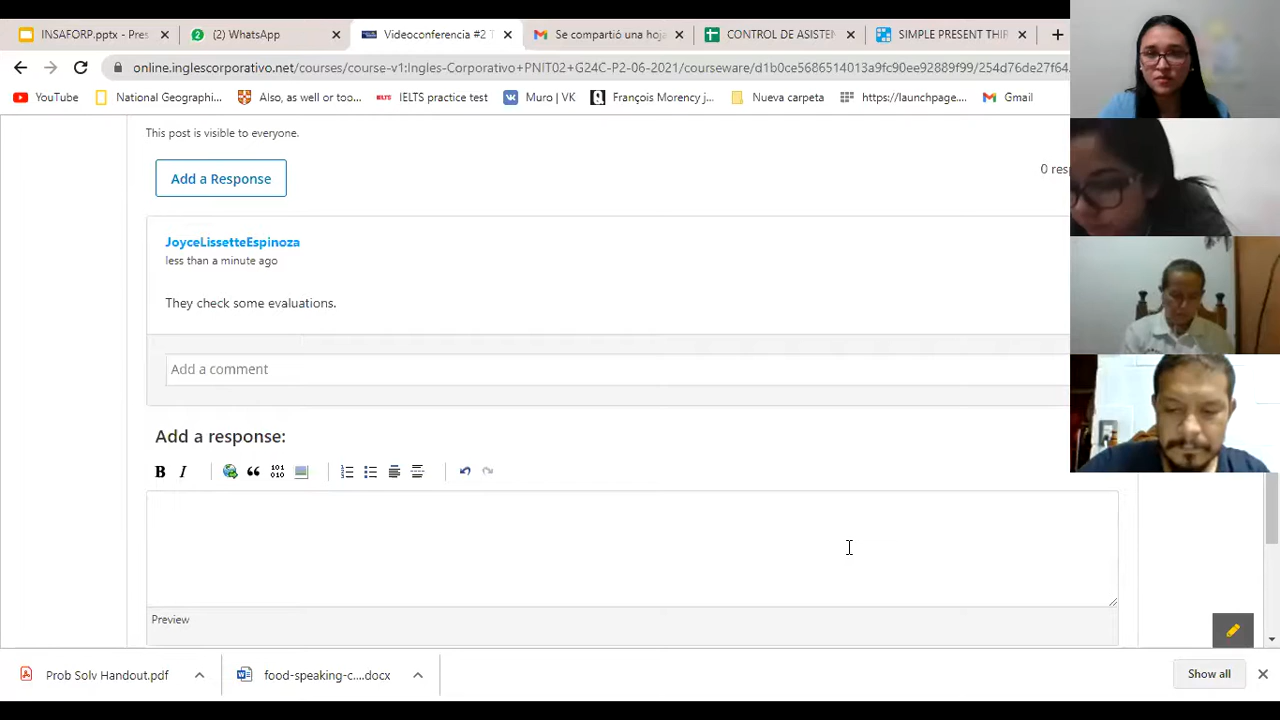 INSAFORP.pptx - Pres
(2) WhatsApp
Videoconferencia #2 T
Se compartió una hoja
CONTROL DE ASISTEN
SIMPLE PRESENT THIR
online.inglescorporativo.net/courses/course-v1:Ingles-Corporativo+PNIT02+G24C-P2-06-2021/courseware/d1b0ce5686514013a9fc90ee92889f99/254d76de27f64
YouTube
National Geographi...
Also, as well or too...
IELTS practice test
Muro | VK
François Morency j...
Nueva carpeta
https://launchpage....
Gmail
This post is visible to everyone.
Add a Response
0 resp
JoyceLissetteEspinoza
less than a minute ago
They check some evaluations.
Add a comment
Add a response:
B I
101
010
Preview
Prob Solv Handout.pdf
food-speaking-c....docx
Show all